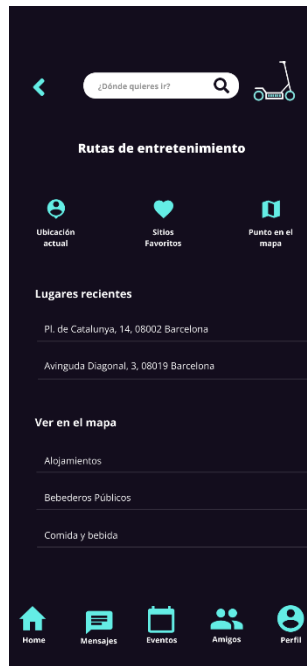 ¿Dónde quieres ir?
Rutas de entretenimiento
Ubicación
actual
Sitios
Favoritos
Punto en el
mapa
Lugares recientes
Pl. de Catalunya, 14, 08002 Barcelona
Avinguda Diagonal, 3, 08019 Barcelona
Ver en el mapa
Alojamientos
Bebederos Públicos
Comida y bebida
Home
Mensajes
Eventos
Amigos
Perfil